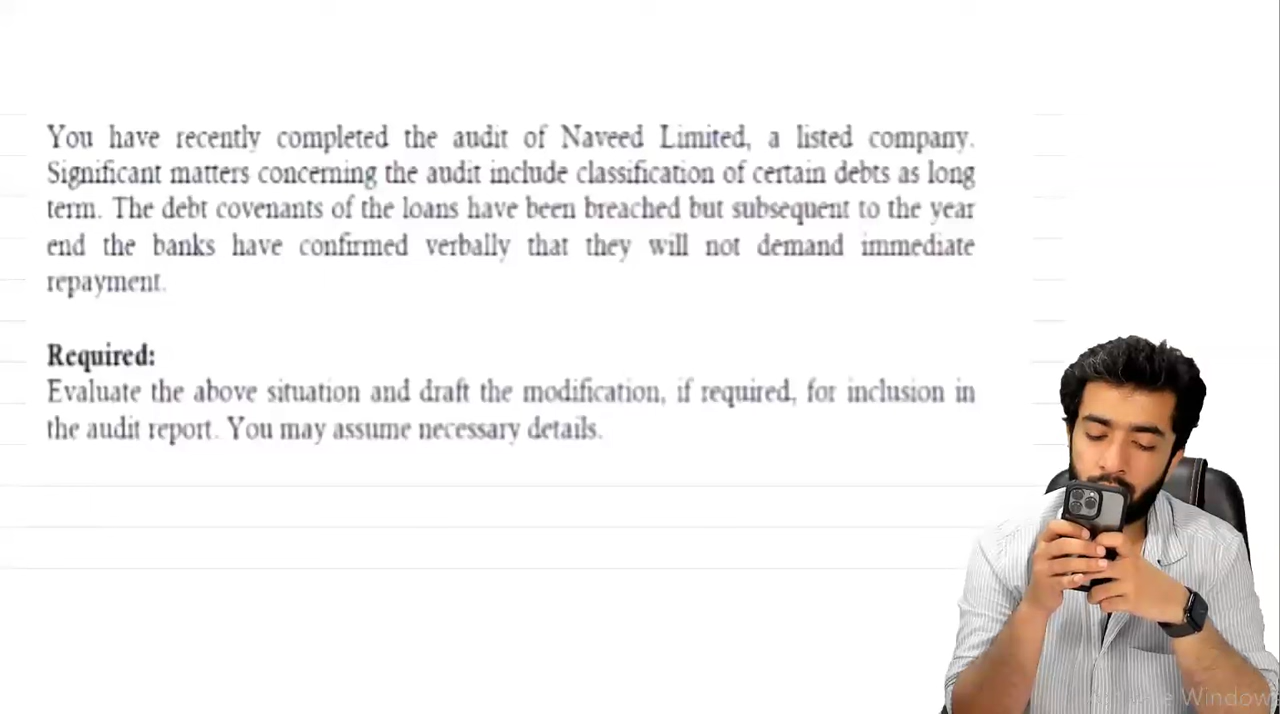 You have recently completed the audit of Naveed Limited, a listed company.
Significant matters concerning the audit include classification of certain debts as long
term. The debt covenants of the loans have been breached but subsequent to the year
end the banks have confirmed verbally that they will not demand immediate
repayment.
Required:
Evaluate the above situation and draft the modification, if required, for inclusion in
the audit report. You may assume necessary details.
Windows